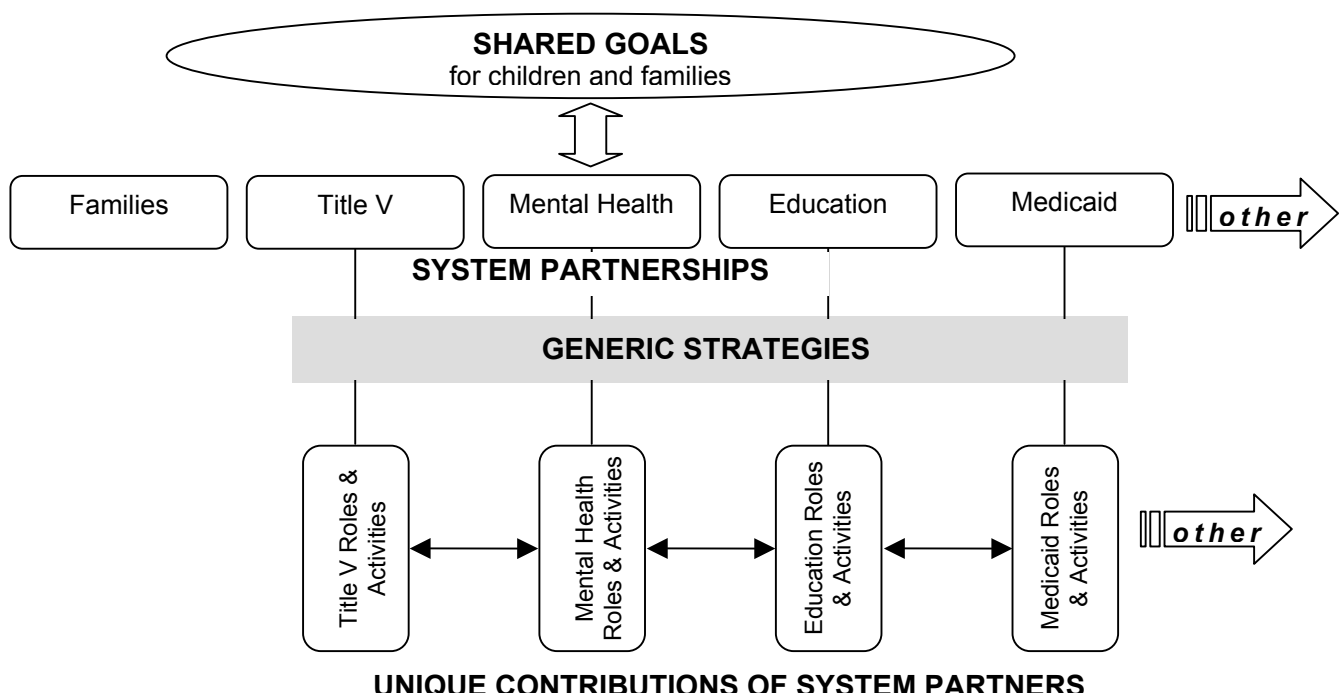 SHARED GOALS
for children and families
Families
Title V
Mental Health
Education
Medicaid
other
SYSTEM PARTNERSHIPS
GENERIC STRATEGIES
Title V Roles &
Activities
Mental Health
Roles & Activities
Education Roles
& Activities
Medicaid Roles
& Activities
other
UNIQUE CONTRIBUTIONS OF SYSTEM PARTNERS